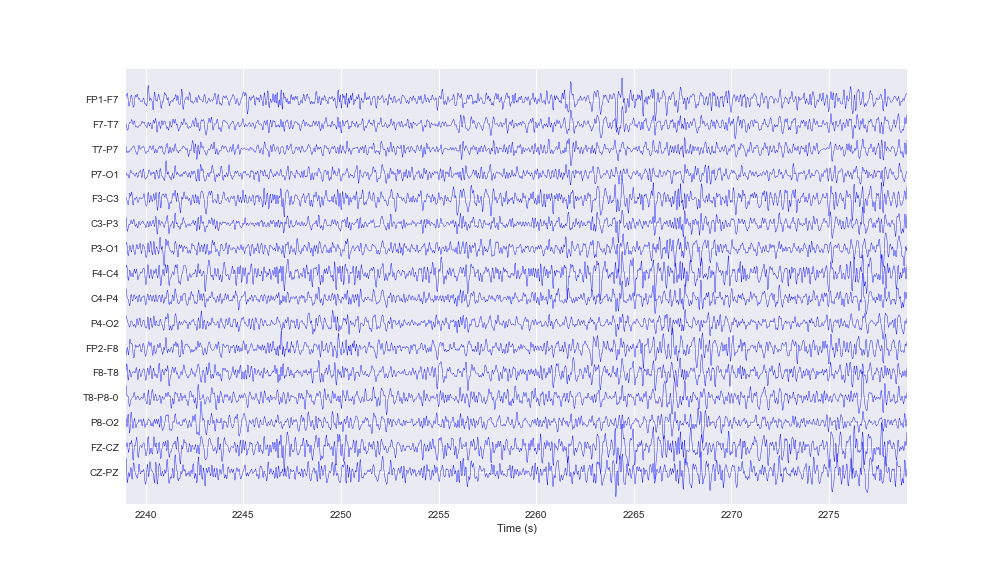 FP1-F7
F7-T7
T7-P7
P7-O1
F3-C3
C3-P3
P3-O1
F4-C4
C4-P4
P4-O2
FP2-F8
F8-T8
T8-P8-0
P8-O2
FZ-CZ
CZ-PZ
2240 2245 2250 2255 2260 2265 2270 2275
Time (s)